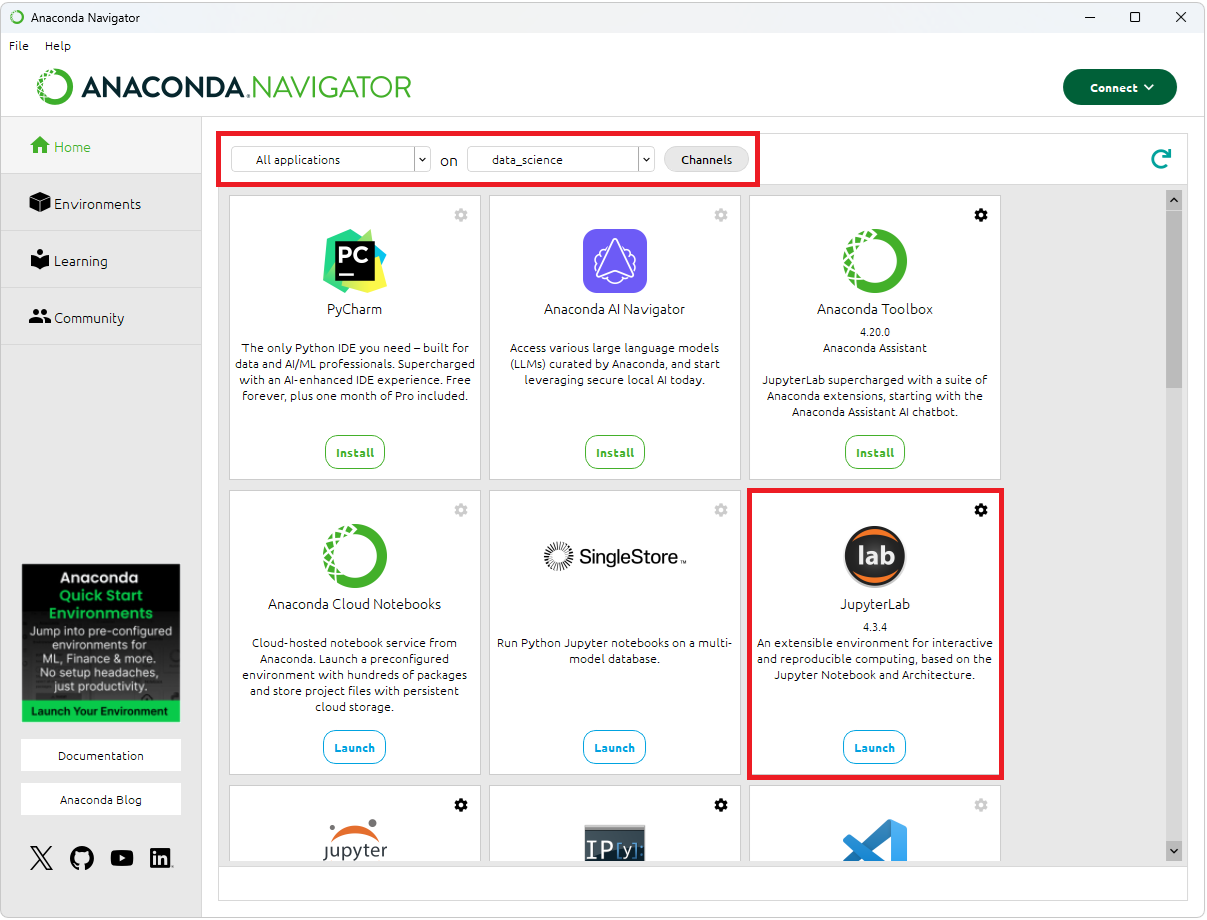 Anaconda Navigator
File Help
ANACONDA.NAVIGATOR
Connect
Home
Environments
Learning
Community
All applications on data_science Channels
PC
PyCharm
The only Python IDE you need – built for
data and AI/ML professionals. Supercharged
with an AI-enhanced IDE experience. Free
forever, plus one month of Pro included.
Install
Anaconda AI Navigator
Access various large language models
(LLMs) curated by Anaconda, and start
leveraging secure local AI today.
Install
Anaconda Toolbox
4.20.0
Anaconda Assistant
JupyterLab supercharged with a suite of
Anaconda extensions, starting with the
Anaconda Assistant AI chatbot.
Install
Anaconda Cloud Notebooks
Cloud-hosted notebook service from
Anaconda. Launch a preconfigured
environment with hundreds of packages
and store project files with persistent
cloud storage.
Launch
SingleStore™
Run Python Jupyter notebooks on a multi-
model database.
Launch
lab
JupyterLab
4.3.4
An extensible environment for interactive
and reproducible computing, based on the
Jupyter Notebook and Architecture.
Launch
jupyter
IP[y]:
Anaconda
Quick Start
Environments
Jump into pre-configured
environments for
ML, Finance & more.
No setup headaches,
just productivity.
Launch Your Environment
Documentation
Anaconda Blog
in